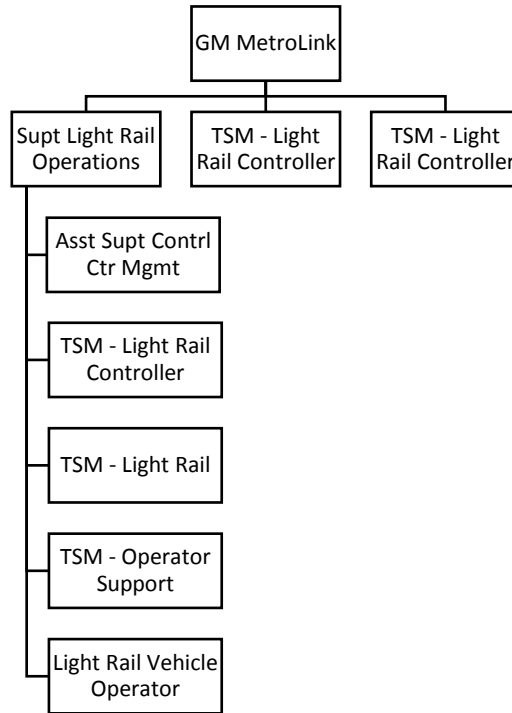 GM MetroLink
Supt Light Rail
Operations
TSM - Light
Rail Controller
TSM - Light
Rail Controller
Asst Supt Contrl
Ctr Mgmt
TSM - Light Rail
Controller
TSM - Light Rail
TSM - Operator
Support
Light Rail Vehicle
Operator